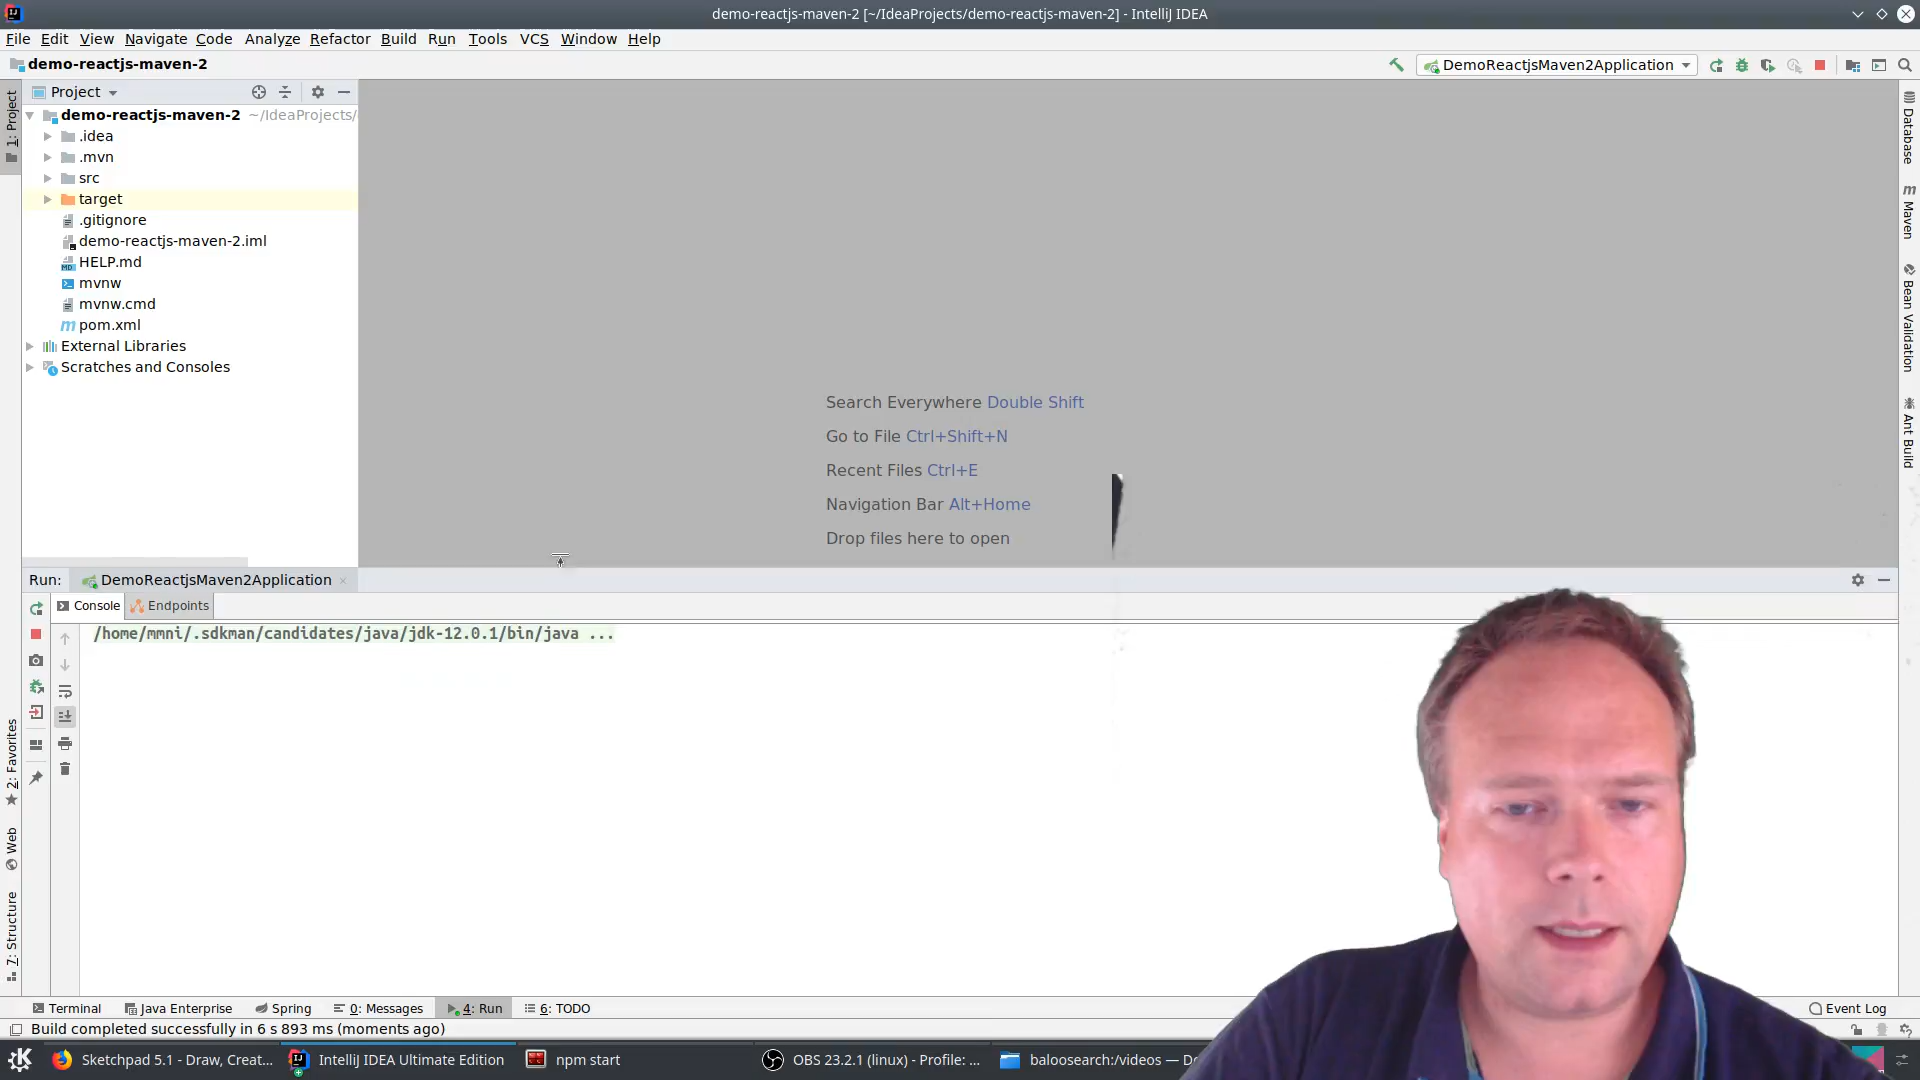 demo-reactjs-maven-2 [~/IdeaProjects/demo-reactjs-maven-2] - IntelliJ IDEA
File Edit View Navigate Code Analyze Refactor Build Run Tools VCS Window Help
demo-reactjs-maven-2
DemoReactjsMaven2Application
1: Project
Project
demo-reactjs-maven-2 ~/IdeaProjects/
.idea
.mvn
src
target
.gitignore
demo-reactjs-maven-2.iml
HELP.md
mvnw
mvnw.cmd
pom.xml
External Libraries
Scratches and Consoles
Search Everywhere Double Shift
Go to File Ctrl+Shift+N
Recent Files Ctrl+E
Navigation Bar Alt+Home
Drop files here to open
Database
Maven
Bean Validation
Ant Build
Run: DemoReactjsMaven2Application
Console Endpoints
/home/mmni/.sdkman/candidates/java/jdk-12.0.1/bin/java ...
2: Favorites
Web
7: Structure
Terminal Java Enterprise Spring 0: Messages 4: Run 6: TODO Event Log
Build completed successfully in 6 s 893 ms (moments ago)
Sketchpad 5.1 - Draw, Creat... IntelliJ IDEA Ultimate Edition npm start OBS 23.2.1 (linux) - Profile: ... baloosearch:/videos — Do